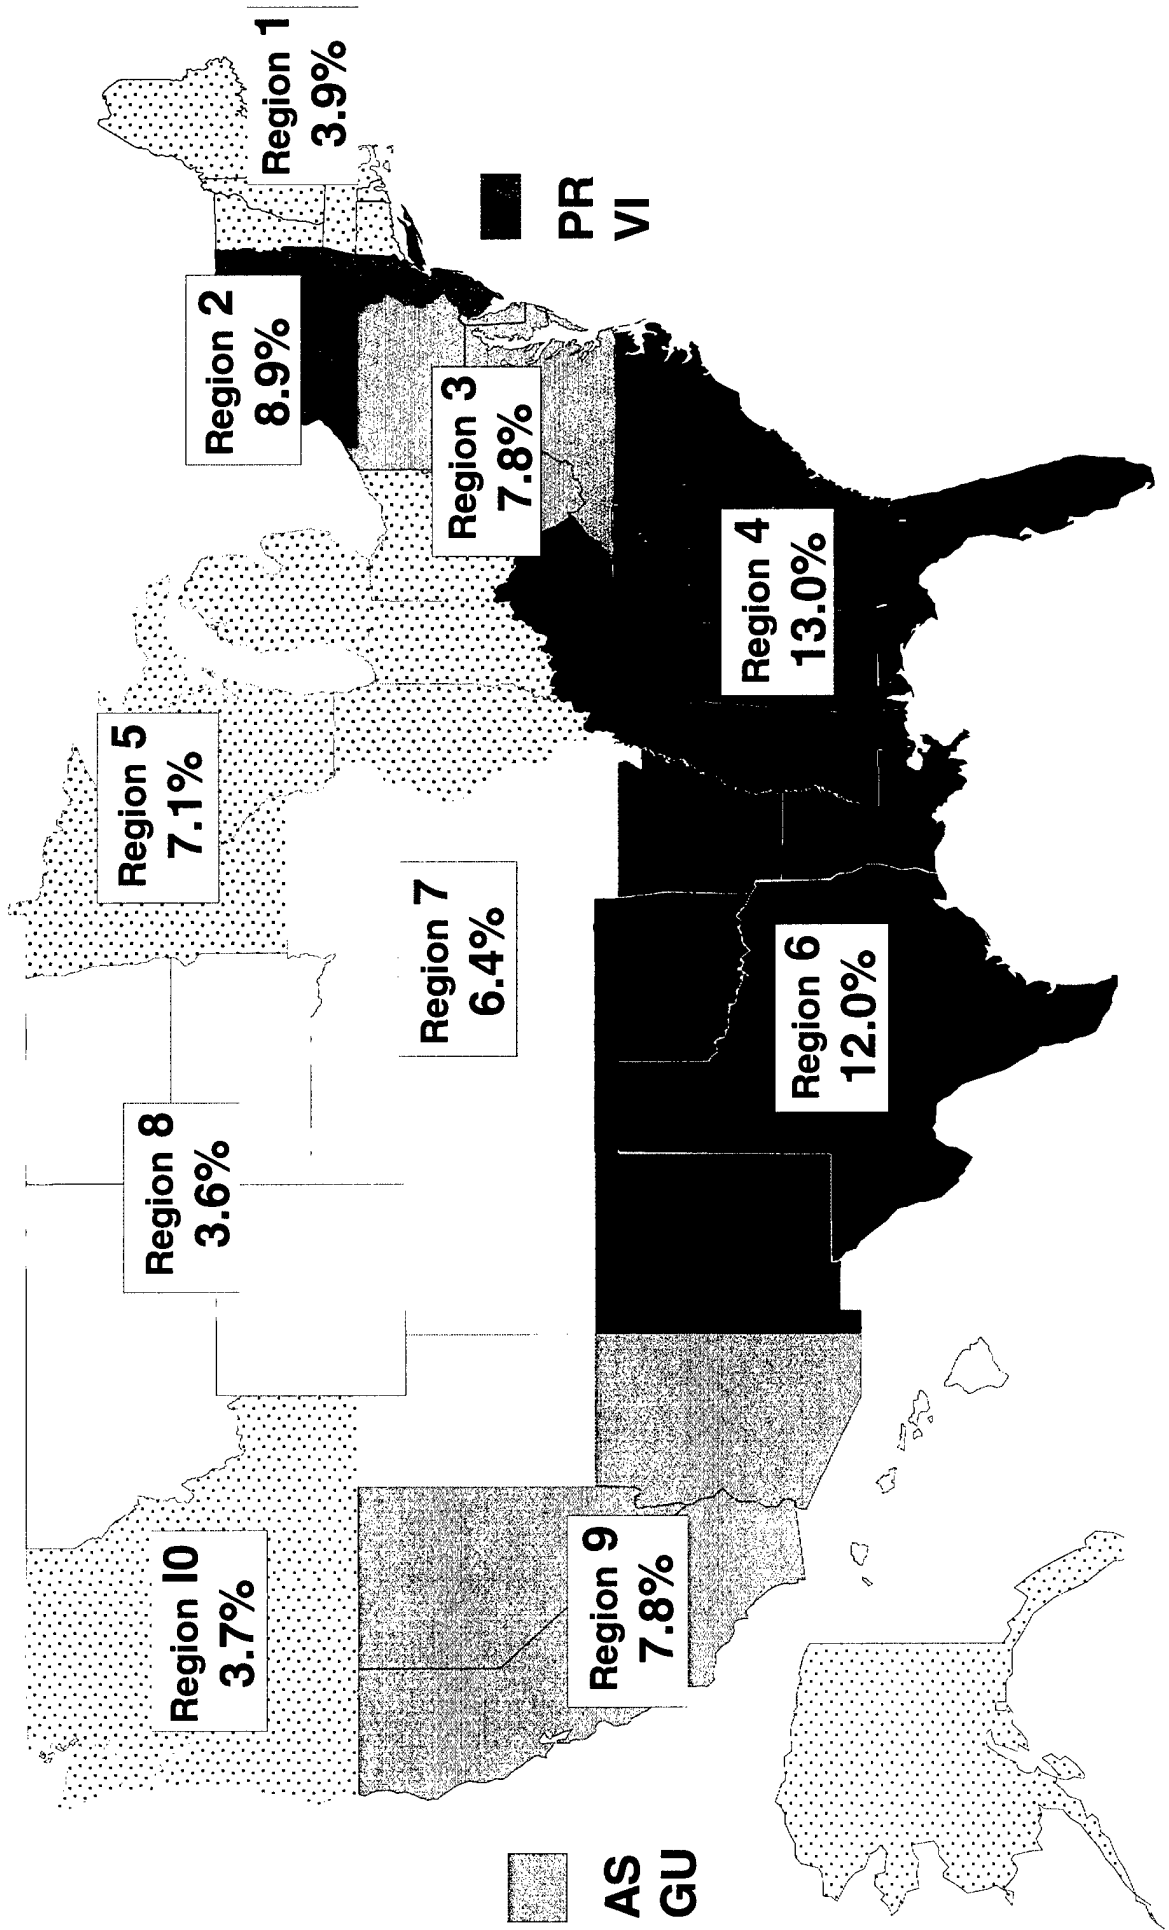 Region 1
3.9%
Region 2
8.9%
PR
VI
Region 3
7.8%
Region 4
13.0%
Region 5
7.1%
Region 7
6.4%
Region 6
12.0%
Region 8
3.6%
Region I0
3.7%
Region 9
7.8%
AS
GU